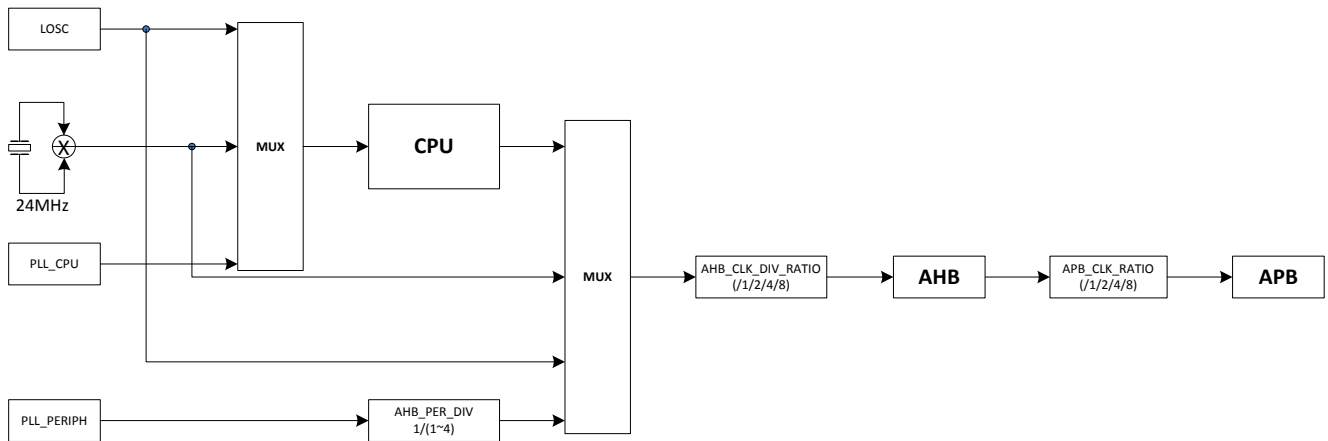 LOSC
MUX
CPU
24MHz
PLL_CPU
MUX
AHB_CLK_DIV_RATIO
(/1/2/4/8)
AHB
APB_CLK_RATIO
(/1/2/4/8)
APB
PLL_PERIPH
AHB_PER_DIV
1/(1~4)